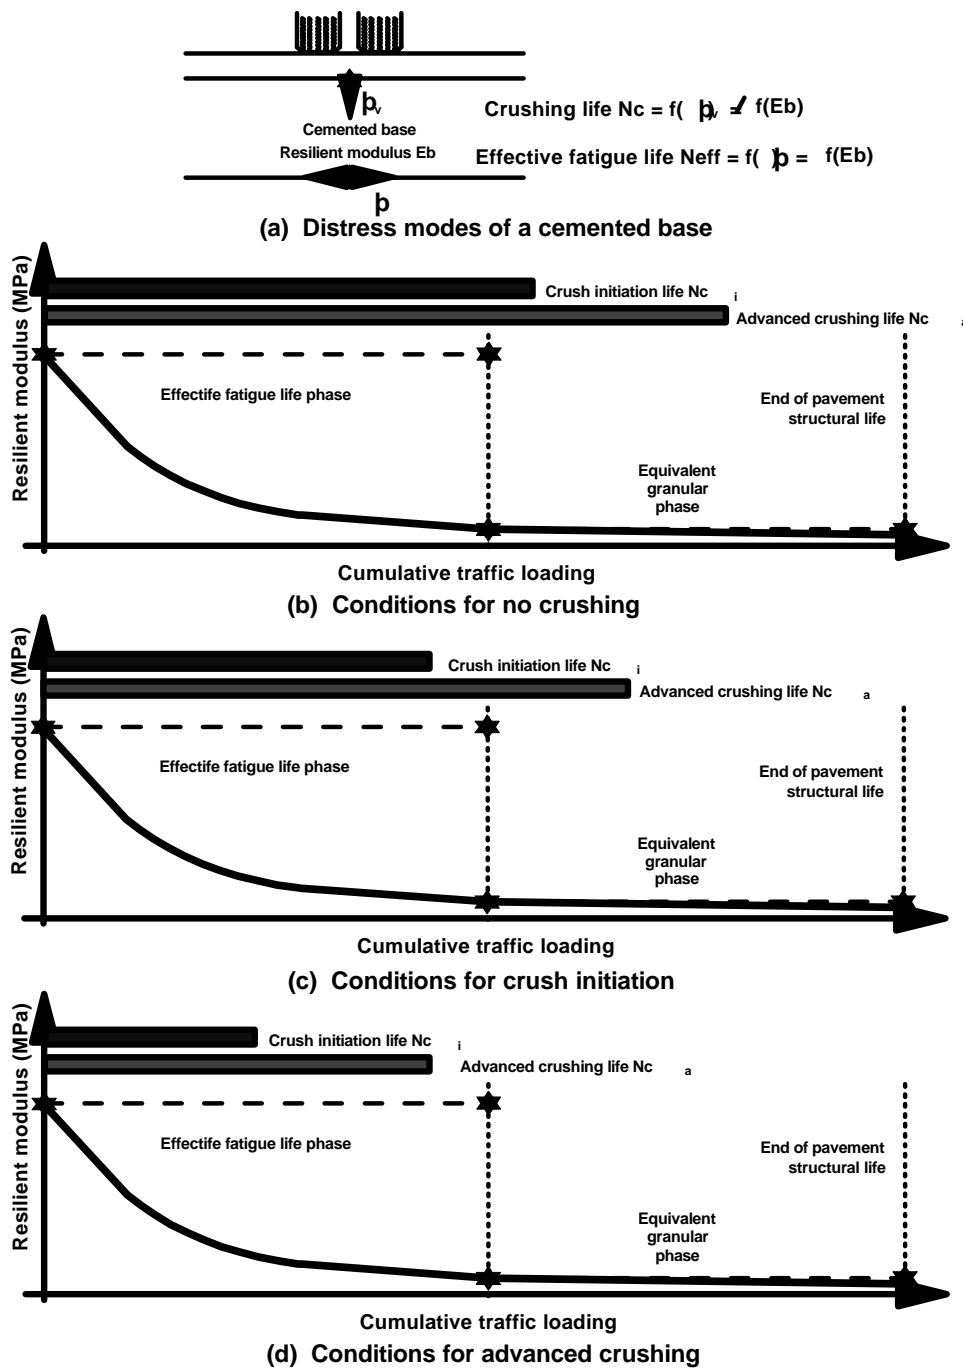 þv
Cemented base
Resilient modulus Eb
þ
Crushing life Nc = f( þv) = f(Eb)
Effective fatigue life Neff = f( )þ = f(Eb)
(a) Distress modes of a cemented base
Resilient modulus (MPa)
Crush initiation life Nc i
Advanced crushing life Nc a
Effectife fatigue life phase
End of pavement
structural life
Equivalent
granular
phase
Cumulative traffic loading
(b) Conditions for no crushing
Resilient modulus (MPa)
Crush initiation life Nc i
Advanced crushing life Nc a
Effectife fatigue life phase
End of pavement
structural life
Equivalent
granular
phase
Cumulative traffic loading
(c) Conditions for crush initiation
Resilient modulus (MPa)
Crush initiation life Nc i
Advanced crushing life Nc a
Effectife fatigue life phase
End of pavement
structural life
Equivalent
granular
phase
Cumulative traffic loading
(d) Conditions for advanced crushing